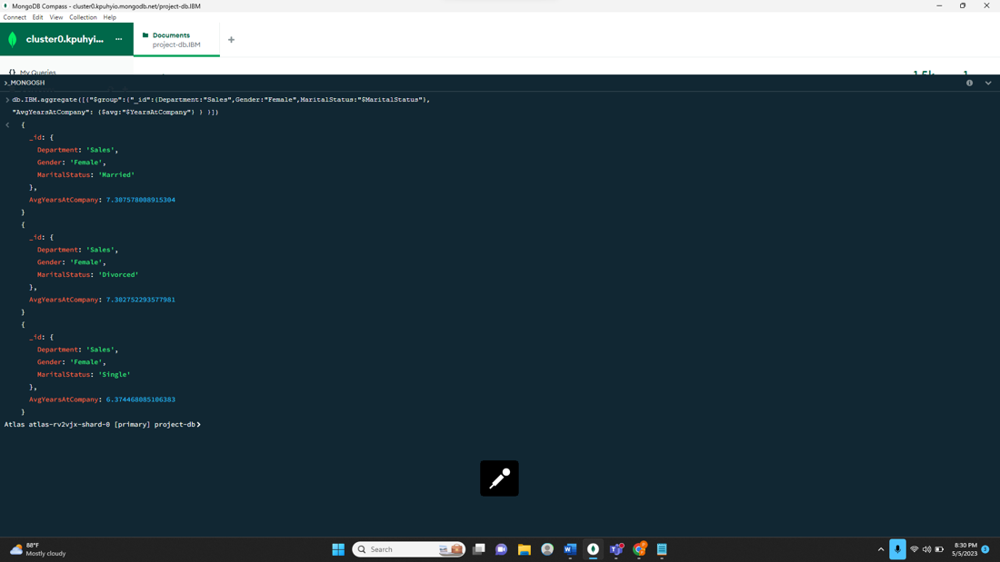 MongoDB Compass - cluster0.kpuhyio.mongodb.net/project-db.IBM
Connect Edit View Collection Help
cluster0.kpuhyi... ...
Documents
project-db.IBM
+
{} My Queries
1.5k 1
>_MONGOSH
> db.IBM.aggregate([{"$group":{"_id":{Department:"Sales",Gender:"Female",MaritalStatus:"$MaritalStatus"},
"AvgYearsAtCompany": {$avg:"$YearsAtCompany"} } }])
< {
_id: {
Department: 'Sales',
Gender: 'Female',
MaritalStatus: 'Married'
},
AvgYearsAtCompany: 7.307578008915304
}
{
_id: {
Department: 'Sales',
Gender: 'Female',
MaritalStatus: 'Divorced'
},
AvgYearsAtCompany: 7.302752293577981
}
{
_id: {
Department: 'Sales',
Gender: 'Female',
MaritalStatus: 'Single'
},
AvgYearsAtCompany: 6.374468085106383
}
Atlas atlas-rv2vjx-shard-0 [primary] project-db>
88°F
Mostly cloudy
Search
8:30 PM
5/5/2023
3